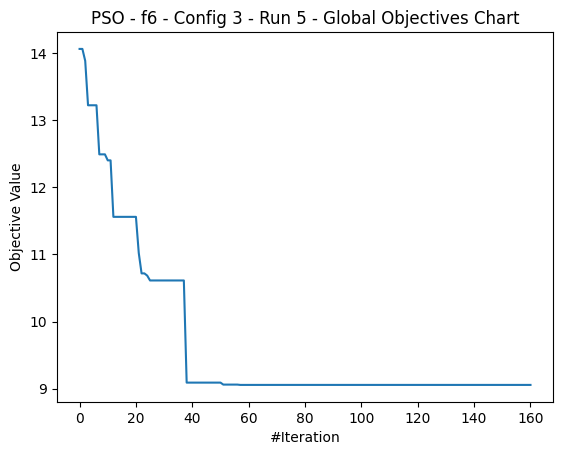 PSO - f6 - Config 3 - Run 5 - Global Objectives Chart
14
13
12
11
10
9
Objective Value
0 20 40 60 80 100 120 140 160
#Iteration